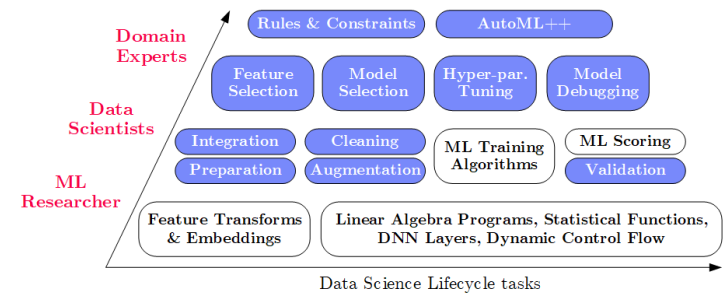 Domain
Experts
Rules & Constraints
AutoML++
Feature
Selection
Model
Selection
Hyper-par.
Tuning
Model
Debugging
Data
Scientists
Integration
Cleaning
ML Training
Algorithms
ML Scoring
Preparation
Augmentation
Validation
ML
Researcher
Feature Transforms
& Embeddings
Linear Algebra Programs, Statistical Functions,
DNN Layers, Dynamic Control Flow
Data Science Lifecycle tasks